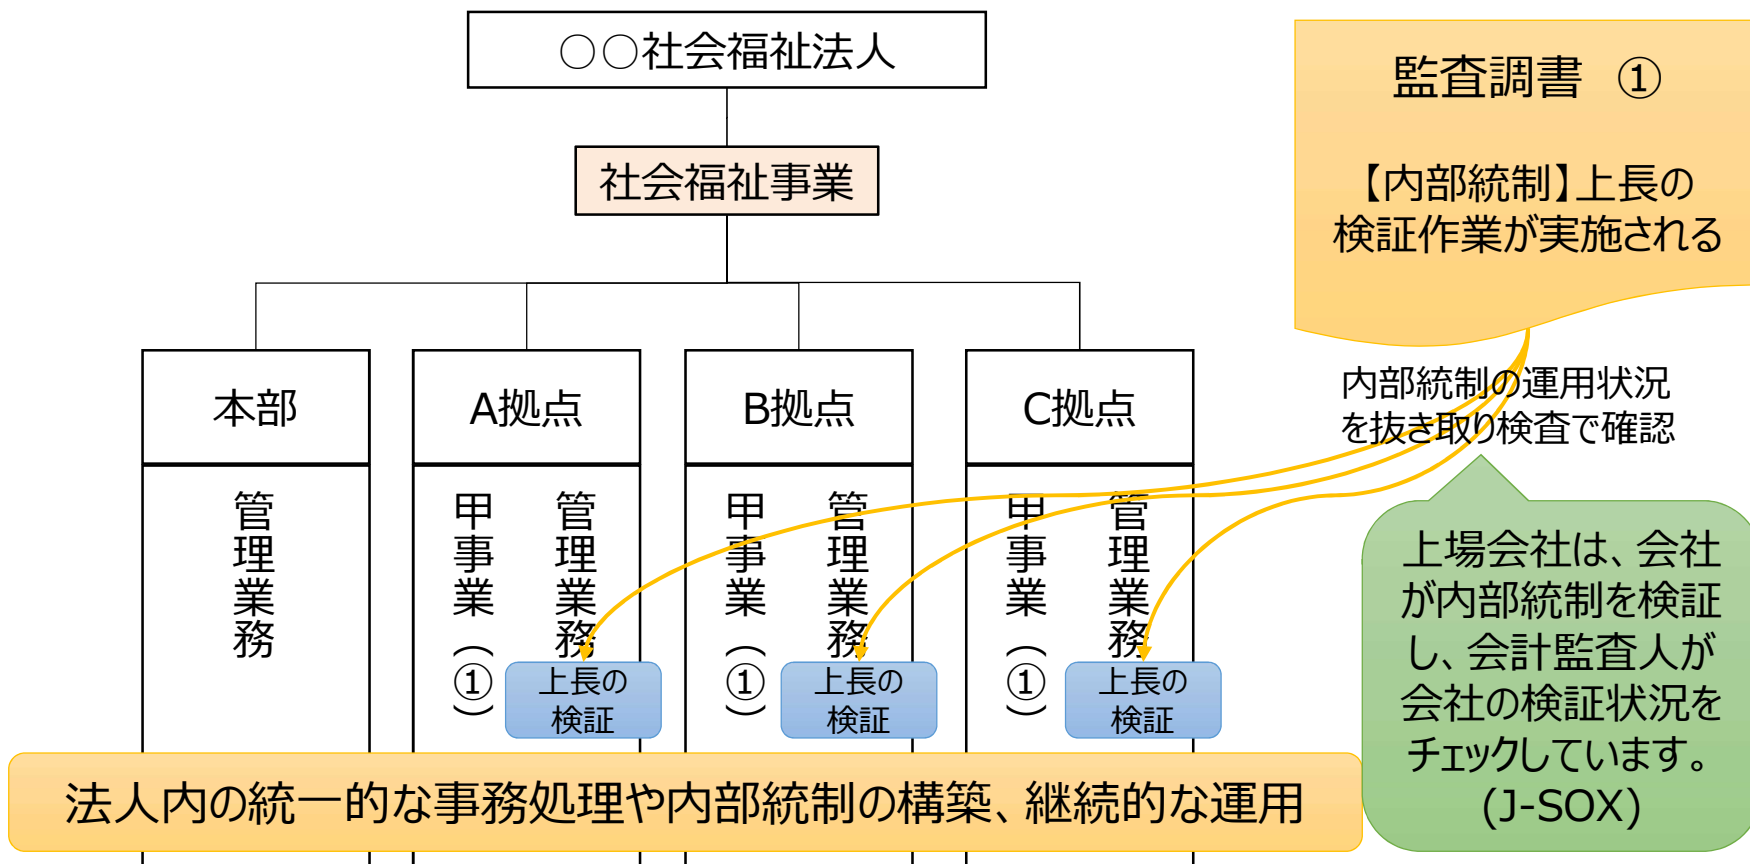 ○○社会福祉法人
社会福祉事業
監査調書 ①
【内部統制】上長の
検証作業が実施される
本部
A拠点
B拠点
C拠点
内部統制の運用状況
を抜き取り検査で確認
管理業務
甲事業(①)
管理業務
上長の
検証
甲事業(①)
管理業務
上長の
検証
甲事業(①)
管理業務
上長の
検証
上場会社は、会社
が内部統制を検証
し、会計監査人が
会社の検証状況を
チェックしています。
(J-SOX)
法人内の統一的な事務処理や内部統制の構築、継続的な運用